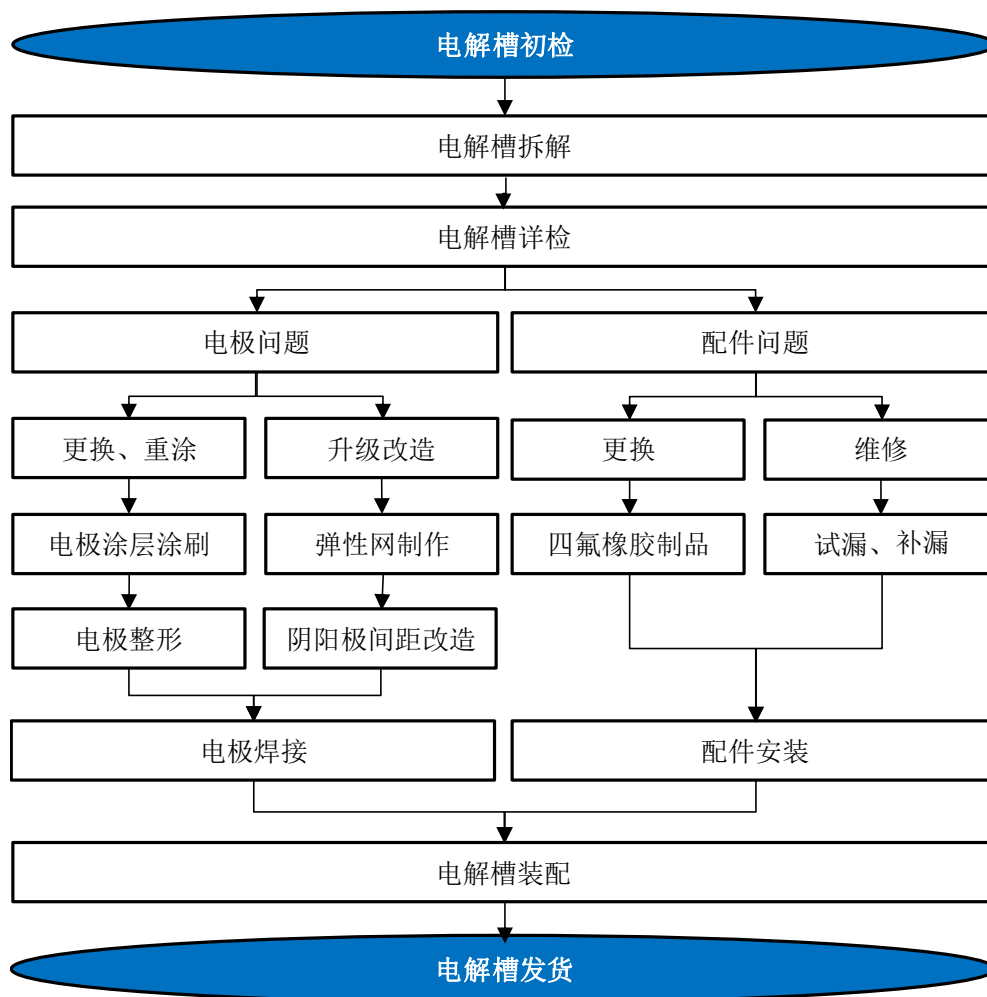 电解槽初检
电解槽拆解
电解槽详检
电极问题
配件问题
更换、重涂
升级改造
更换
维修
电极涂层涂刷
弹性网制作
四氟橡胶制品
试漏、补漏
电极整形
阴阳极间距改造
电极焊接
配件安装
电解槽装配
电解槽发货